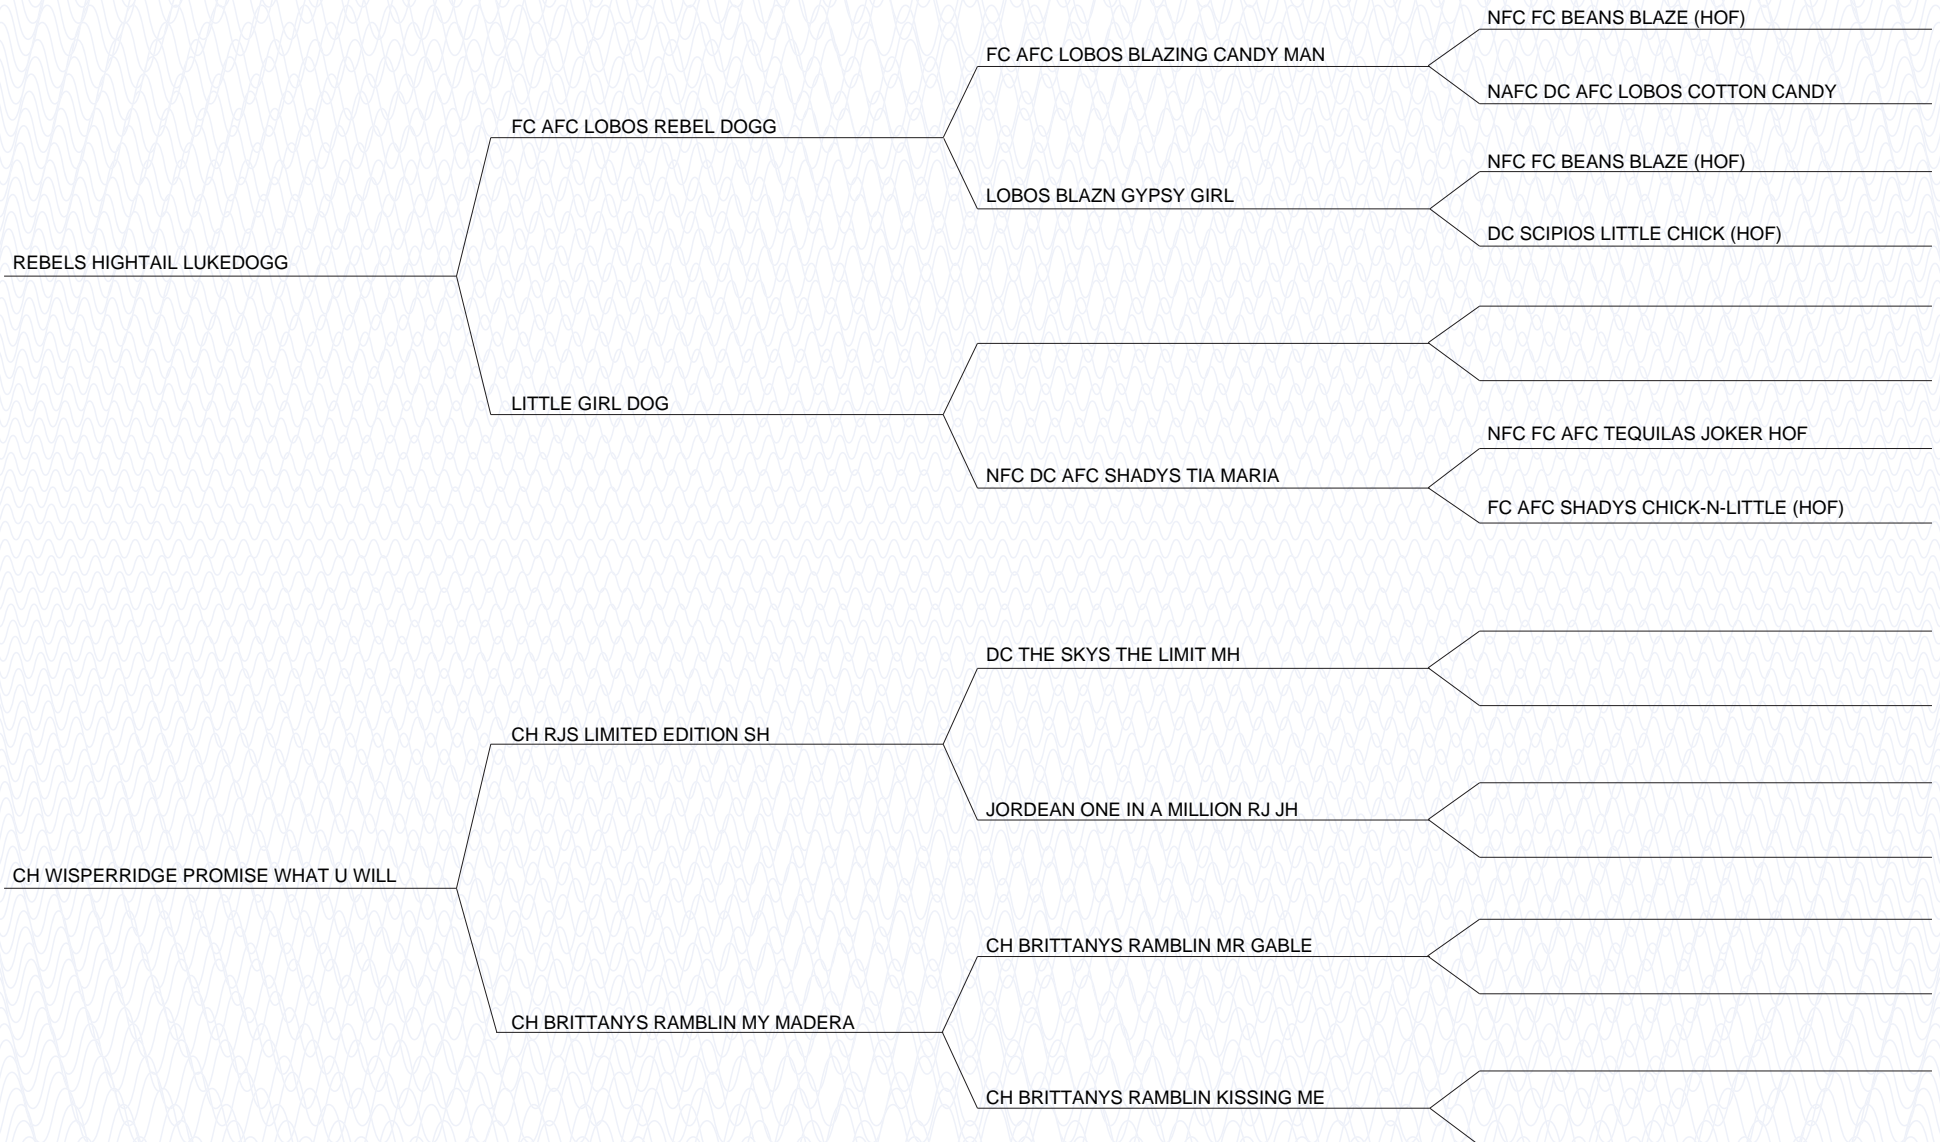 NFC FC BEANS BLAZE (HOF)
FC AFC LOBOS BLAZING CANDY MAN
NAFC DC AFC LOBOS COTTON CANDY
FC AFC LOBOS REBEL DOGG
NFC FC BEANS BLAZE (HOF)
LOBOS BLAZN GYPSY GIRL
DC SCIPIOS LITTLE CHICK (HOF)
REBELS HIGHTAIL LUKEDOGG
LITTLE GIRL DOG
NFC FC AFC TEQUILAS JOKER HOF
NFC DC AFC SHADYS TIA MARIA
FC AFC SHADYS CHICK-N-LITTLE (HOF)
DC THE SKYS THE LIMIT MH
CH RJS LIMITED EDITION SH
JORDEAN ONE IN A MILLION RJ JH
CH WISPERRIDGE PROMISE WHAT U WILL
CH BRITTANYS RAMBLIN MR GABLE
CH BRITTANYS RAMBLIN MY MADERA
CH BRITTANYS RAMBLIN KISSING ME